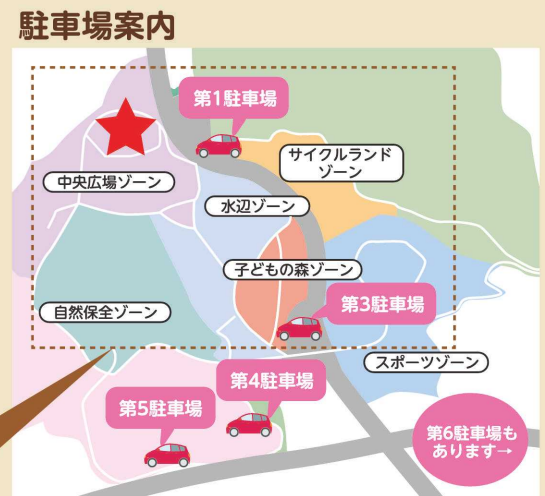 駐車場案内
第1駐車場
サイクルランド
ゾーン
中央広場ゾーン
水辺ゾーン
子どもの森ゾーン
自然保全ゾーン
第3駐車場
スポーツゾーン
第4駐車場
第5駐車場
第6駐車場も
あります→